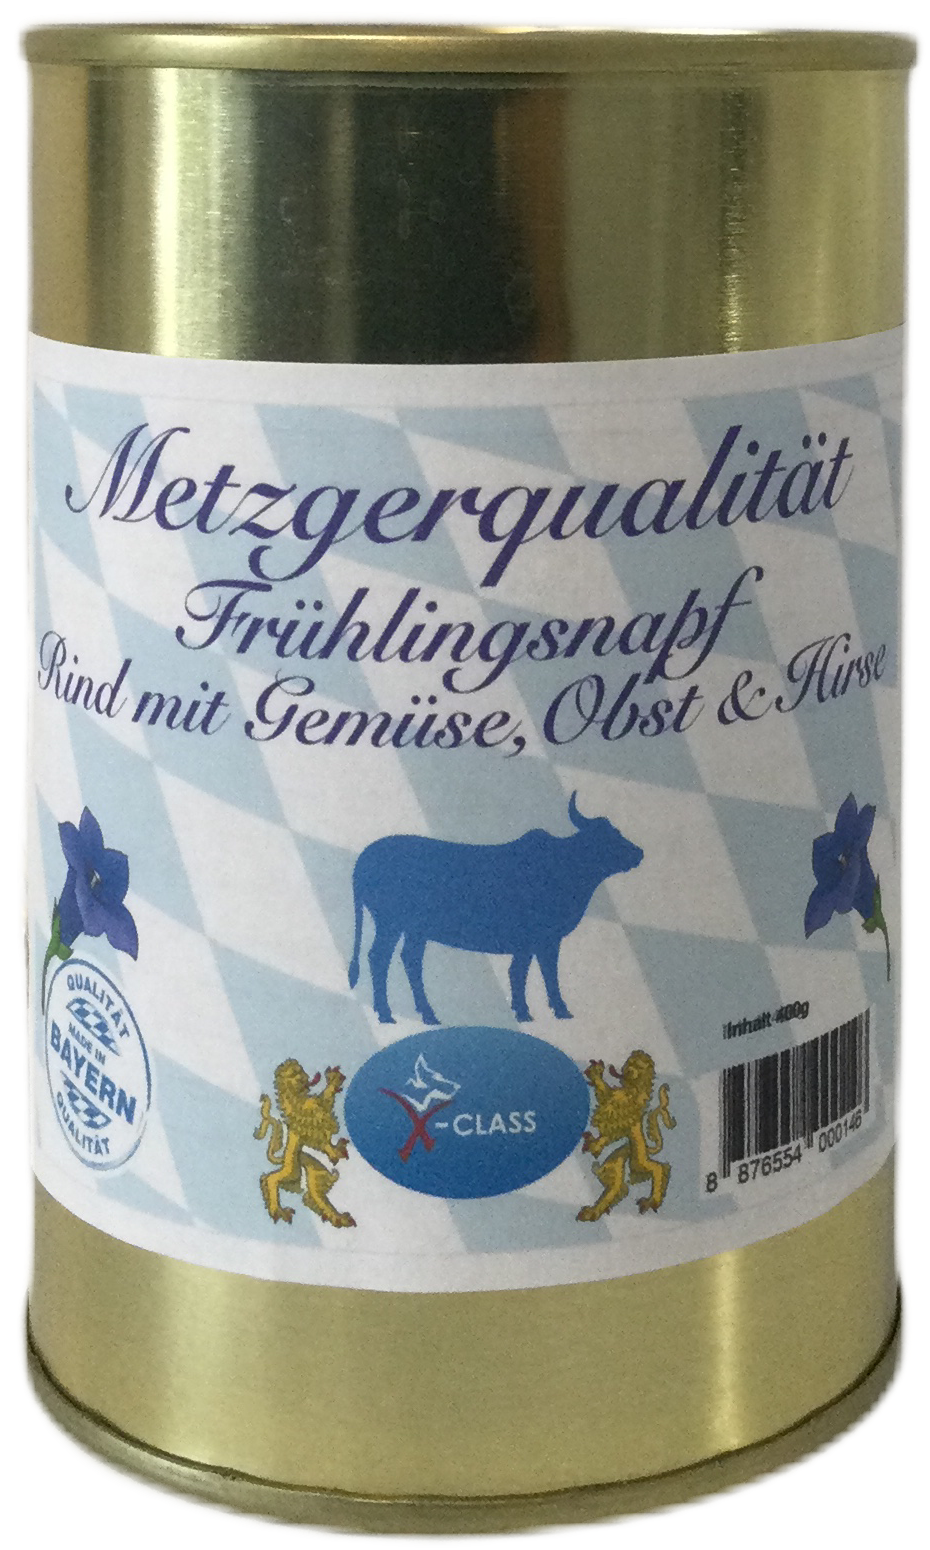 Metzgerqualität
Frühlingsnapf
Rind mit Gemüse, Obst & Hirse
QUALITÄT
MADE IN
BAYERN
QUALITÄT
X-CLASS
Inhalt 400g
8 876554 000146